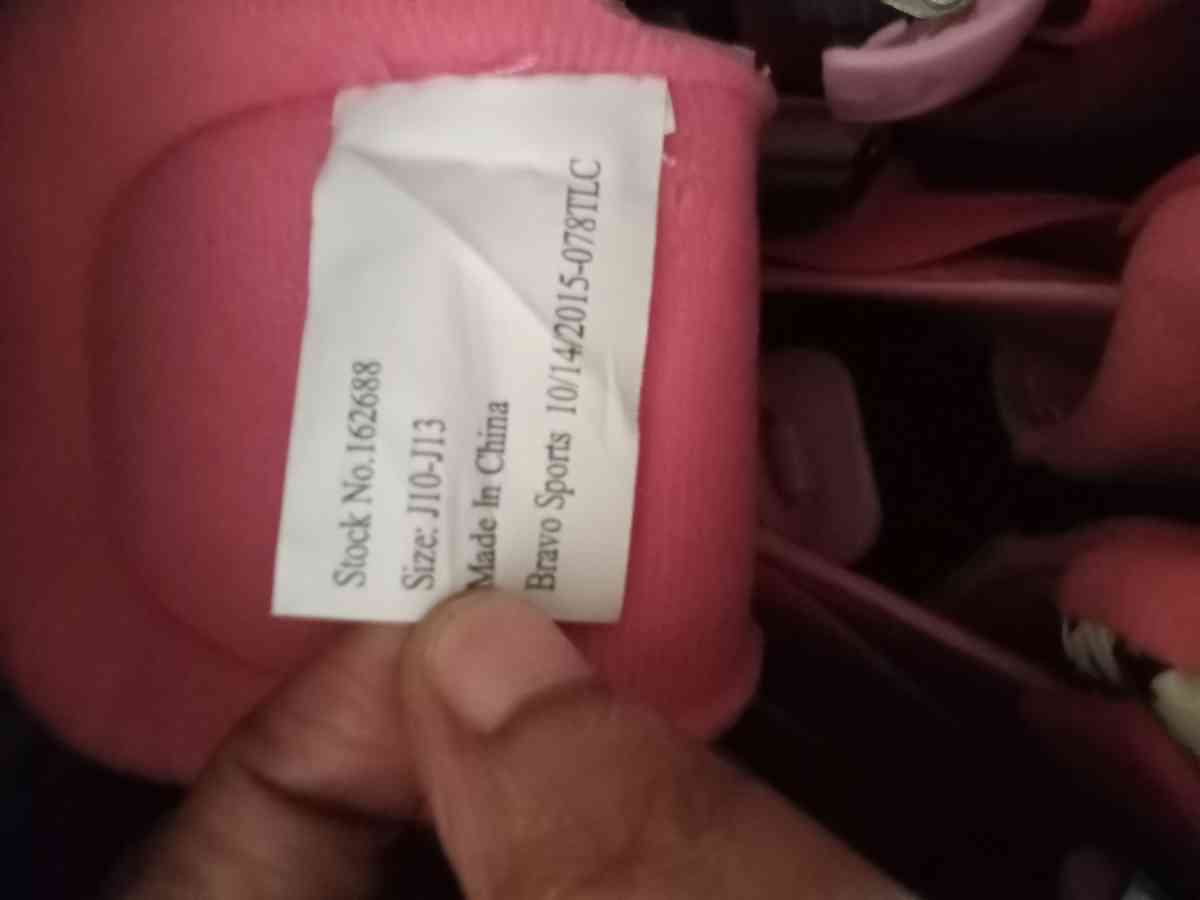 Stock No.162688
Size: J10-J13
Made In China
Bravo Sports 10/14/2015-078TLC